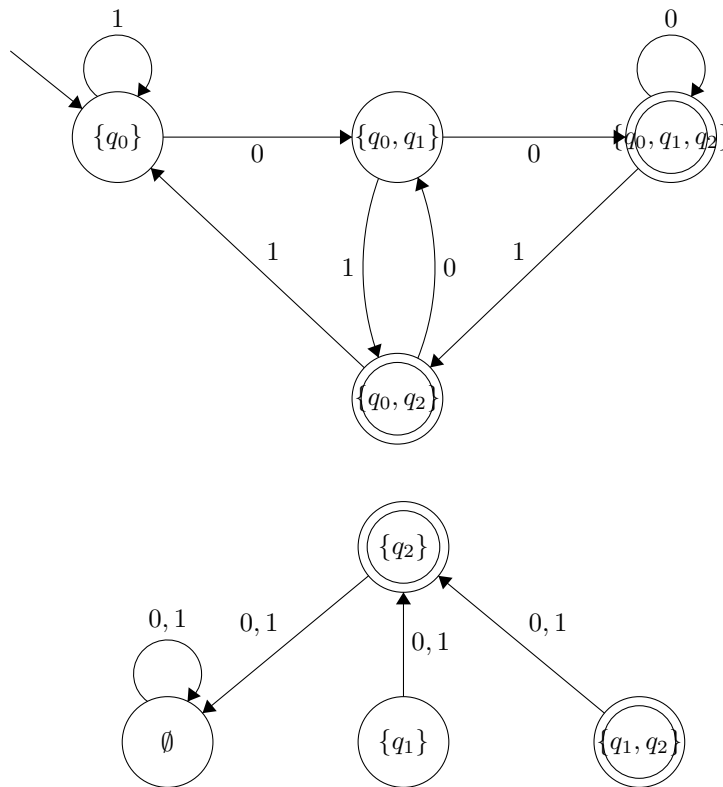 1
0
{q₀}
{q₀, q₁}
{q₀, q₁, q₂}
0
0
1
1
0
1
{q₀, q₂}
{q₂}
0, 1
0, 1
0, 1
0, 1
∅
{q₁}
{q₁, q₂}